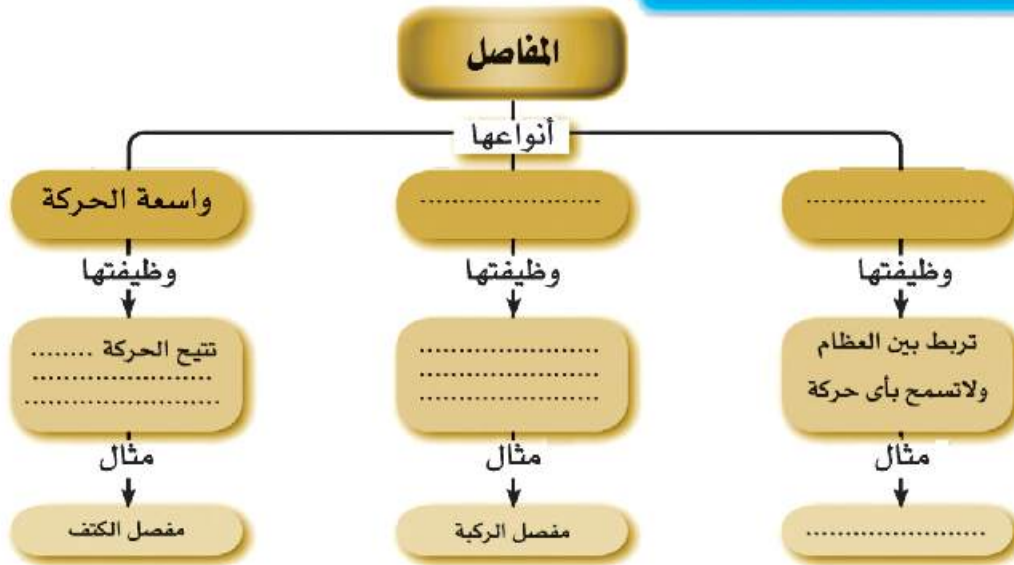 المفاصل
أنواعها
........................
........................
واسعة الحركة
وظيفتها
وظيفتها
وظيفتها
تربط بين العظام
ولاتسمح بأى حركة
........................
........................
........................
تتيح الحركة ........
........................
........................
مثال
مثال
مثال
........................
مفصل الركبة
مفصل الكتف